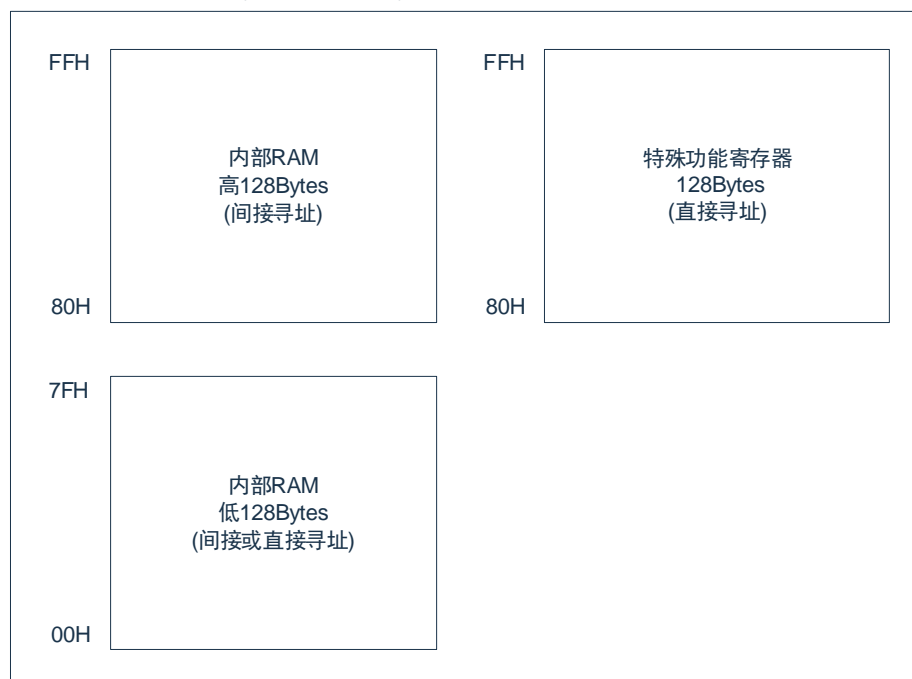 FFH
内部RAM
高128Bytes
(间接寻址)
80H
FFH
特殊功能寄存器
128Bytes
(直接寻址)
80H
7FH
内部RAM
低128Bytes
(间接或直接寻址)
00H